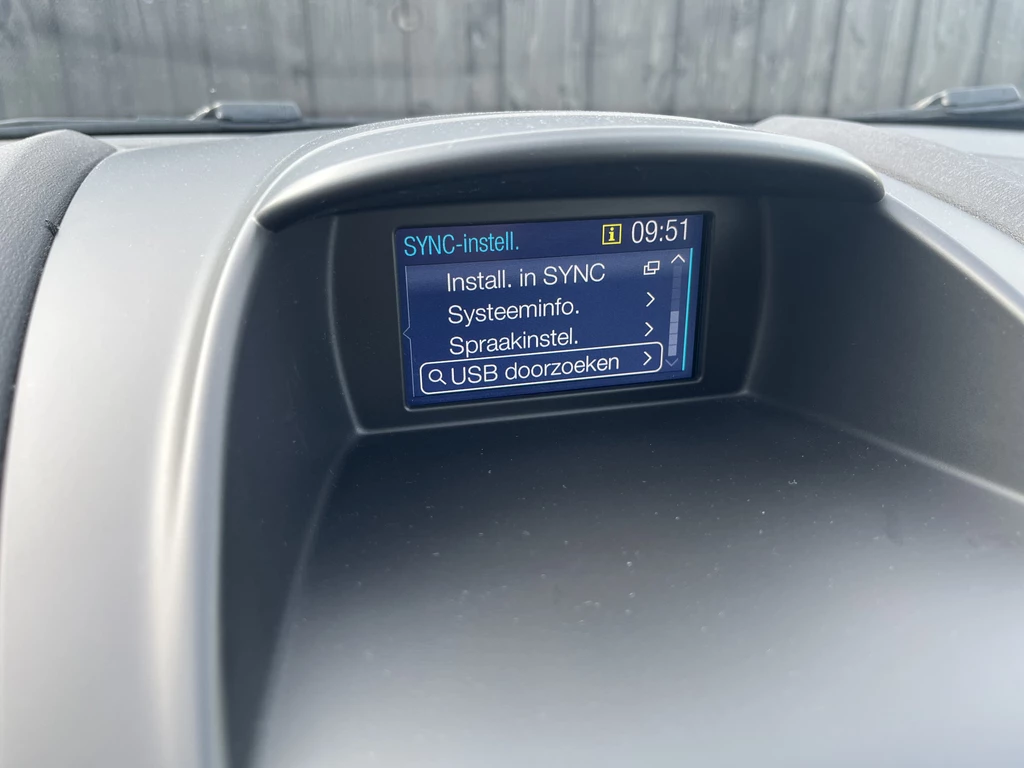 SYNC-instell. i 09:51
Install. in SYNC
Systeeminfo.
Spraakinstel.
USB doorzoeken